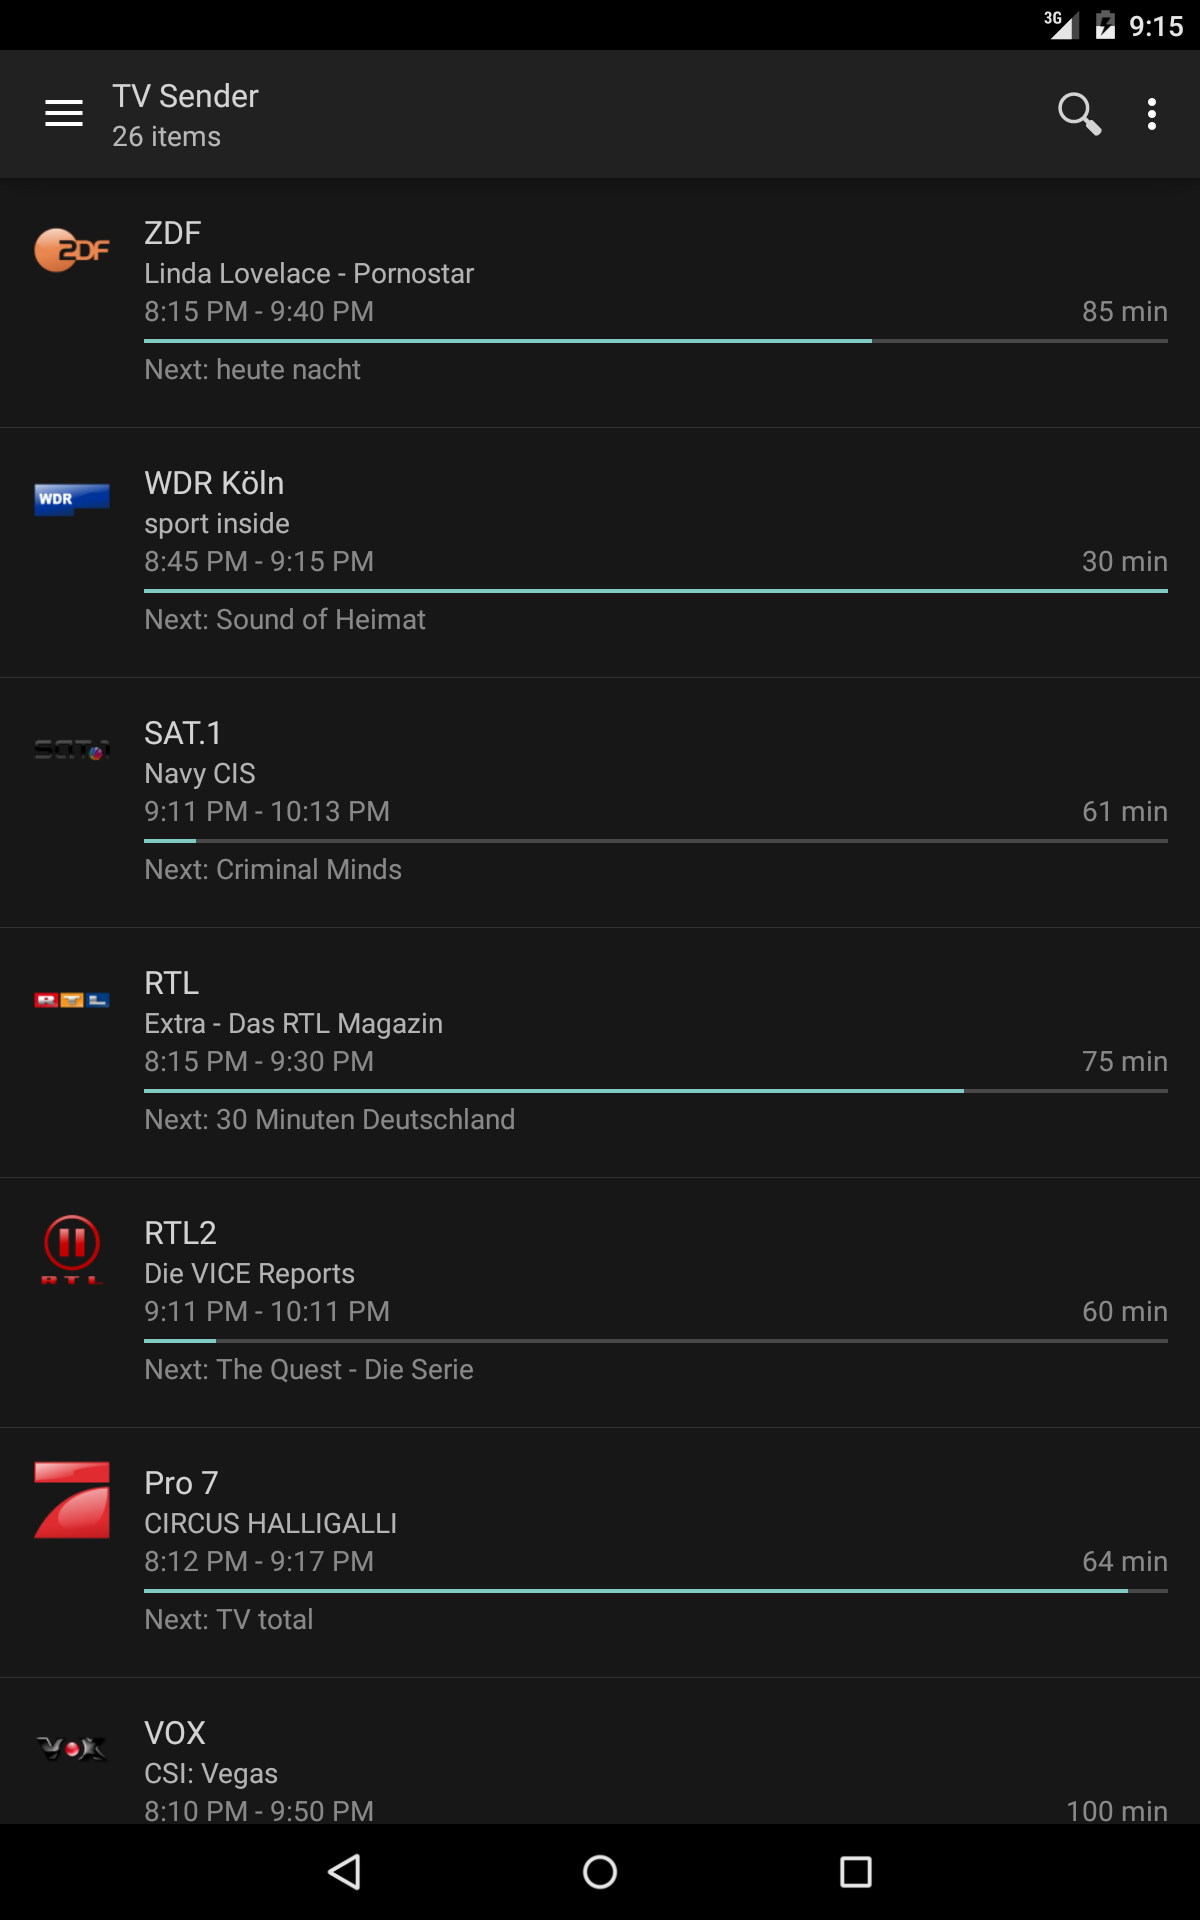 3G 9:15
TV Sender
26 items
ZDF
ZDF
Linda Lovelace - Pornostar
8:15 PM - 9:40 PM 85 min
Next: heute nacht
WDR
WDR Köln
sport inside
8:45 PM - 9:15 PM 30 min
Next: Sound of Heimat
SAT.1
SAT.1
Navy CIS
9:11 PM - 10:13 PM 61 min
Next: Criminal Minds
RTL
RTL
Extra - Das RTL Magazin
8:15 PM - 9:30 PM 75 min
Next: 30 Minuten Deutschland
RTL
RTL2
Die VICE Reports
9:11 PM - 10:11 PM 60 min
Next: The Quest - Die Serie
Pro 7
CIRCUS HALLIGALLI
8:12 PM - 9:17 PM 64 min
Next: TV total
VOX
VOX
CSI: Vegas
8:10 PM - 9:50 PM 100 min